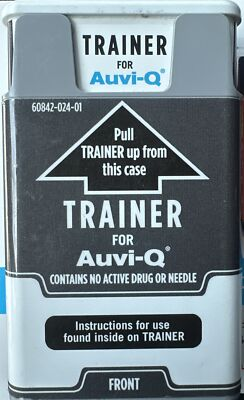 TRAINER
FOR
Auvi-Q®
60842-024-01
Pull
TRAINER up from
this case
TRAINER
FOR
Auvi-Q®
CONTAINS NO ACTIVE DRUG OR NEEDLE
Instructions for use
found inside on TRAINER
FRONT